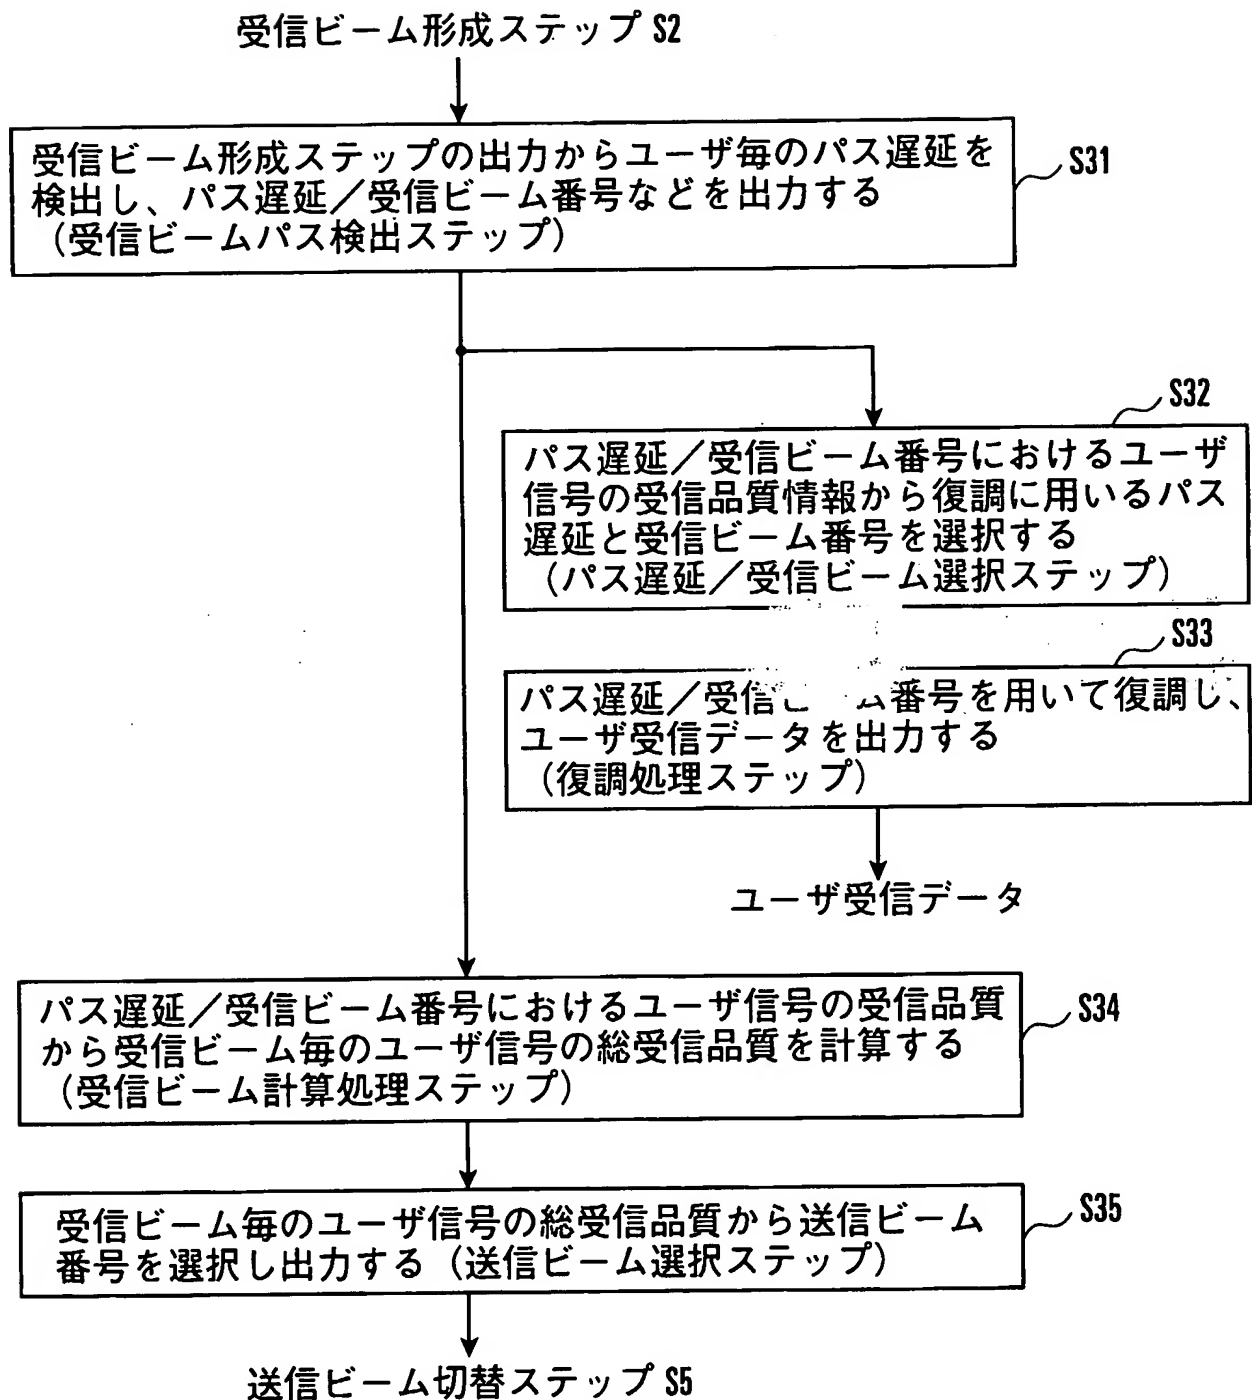 受信ビーム形成ステップ S2
受信ビーム形成ステップの出力からユーザ毎のパス遅延を
検出し、パス遅延／受信ビーム番号などを出力する
（受信ビームパス検出ステップ）
S31
S32
パス遅延／受信ビーム番号におけるユーザ
信号の受信品質情報から復調に用いるパス
遅延と受信ビーム番号を選択する
（パス遅延／受信ビーム選択ステップ）
S33
パス遅延／受信 ム番号を用いて復調し、
ユーザ受信データを出力する
（復調処理ステップ）
ユーザ受信データ
パス遅延／受信ビーム番号におけるユーザ信号の受信品質
から受信ビーム毎のユーザ信号の総受信品質を計算する
（受信ビーム計算処理ステップ）
S34
受信ビーム毎のユーザ信号の総受信品質から送信ビーム
番号を選択し出力する（送信ビーム選択ステップ）
S35
送信ビーム切替ステップ S5